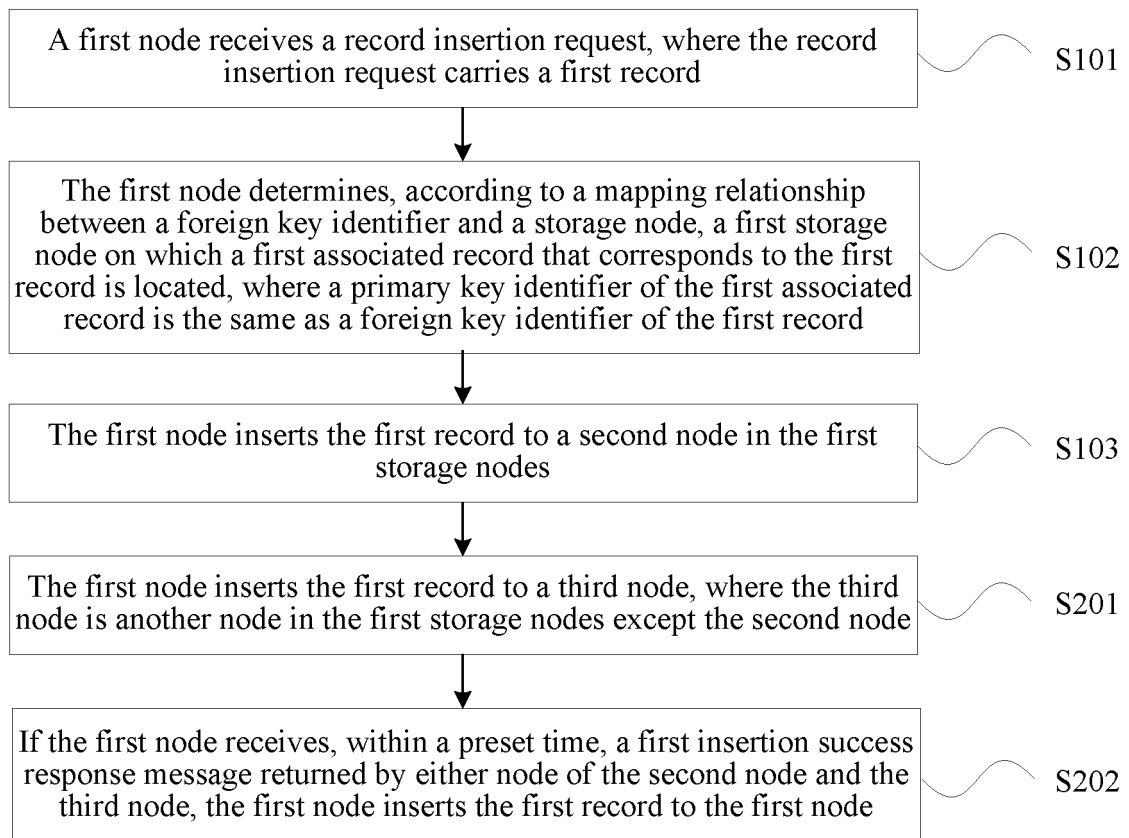 A first node receives a record insertion request, where the record
insertion request carries a first record
S101
The first node determines, according to a mapping relationship
between a foreign key identifier and a storage node, a first storage
node on which a first associated record that corresponds to the first
record is located, where a primary key identifier of the first associated
record is the same as a foreign key identifier of the first record
S102
The first node inserts the first record to a second node in the first
storage nodes
S103
The first node inserts the first record to a third node, where the third
node is another node in the first storage nodes except the second node
S201
If the first node receives, within a preset time, a first insertion success
response message returned by either node of the second node and the
third node, the first node inserts the first record to the first node
S202